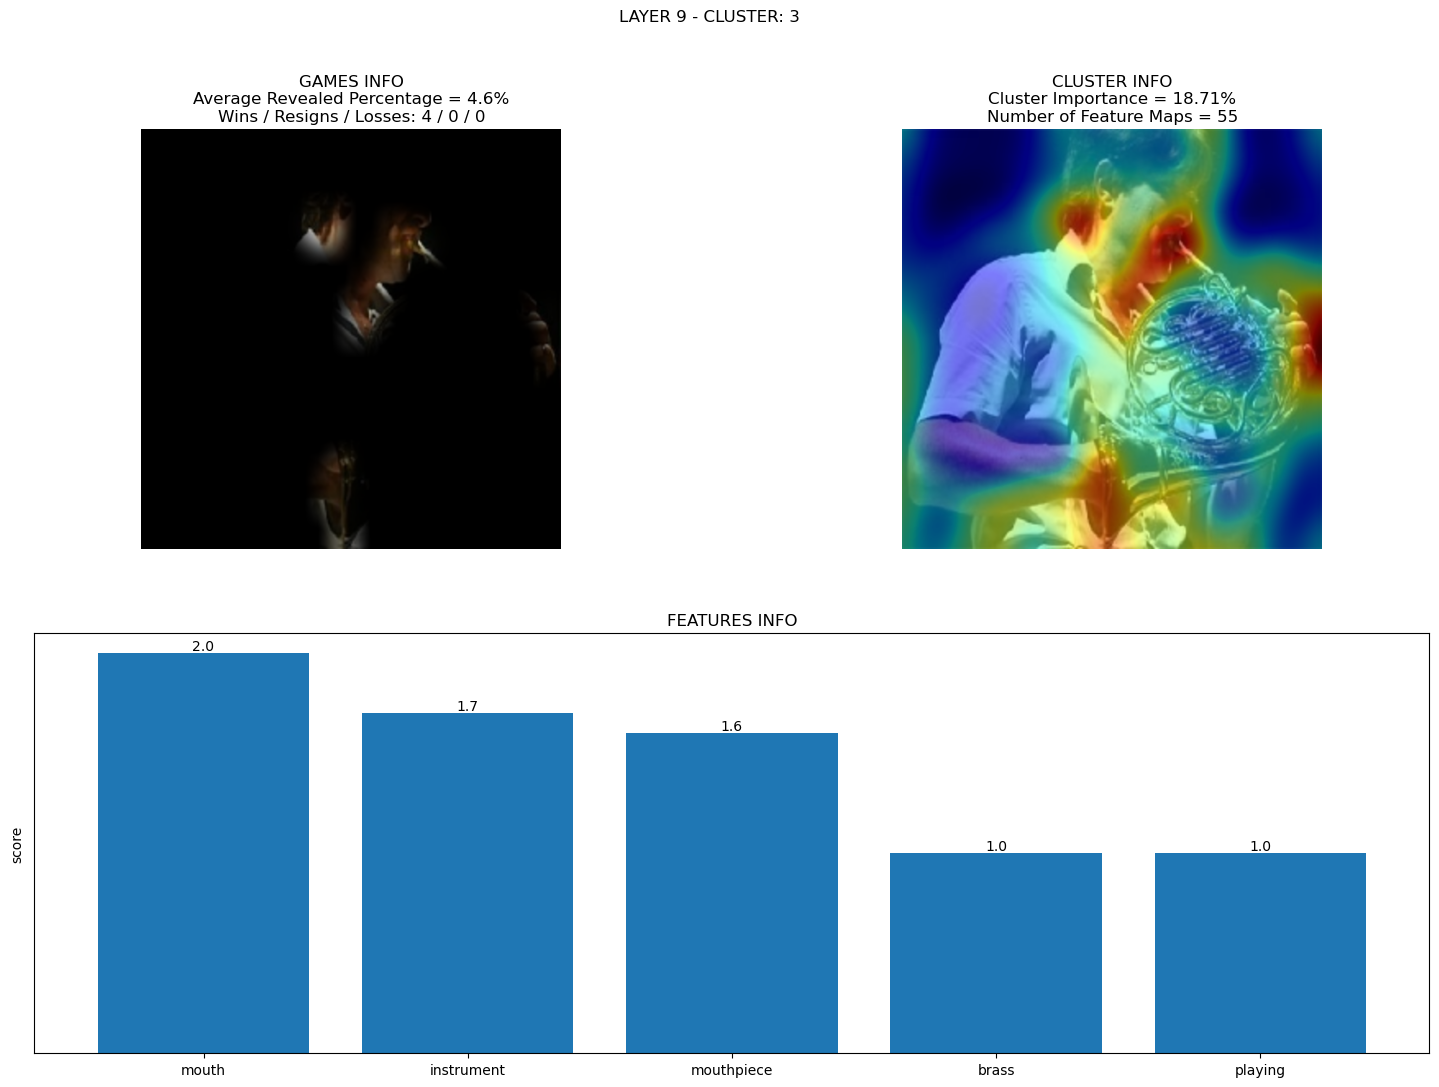 LAYER 9 - CLUSTER: 3
GAMES INFO
Average Revealed Percentage = 4.6%
Wins / Resigns / Losses: 4 / 0 / 0
CLUSTER INFO
Cluster Importance = 18.71%
Number of Feature Maps = 55
FEATURES INFO
score
2.0
1.7
1.6
1.0
1.0
mouth
instrument
mouthpiece
brass
playing